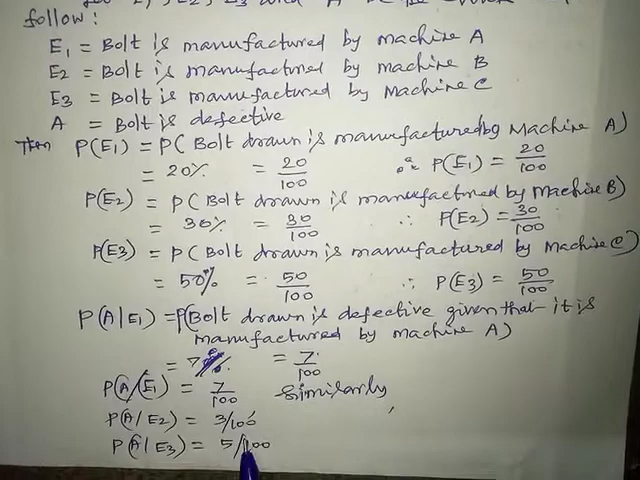 follow:
E1 = Bolt is manufactured by machine A
E2 = Bolt is manufactured by machine B
E3 = Bolt is manufactured by Machine C
A = Bolt is defective
Then P(E1) = P( Bolt drawn is manufactured by Machine A)
= 20% = 20/100 ∴ P(E1) = 20/100
P(E2) = P( Bolt drawn is manufactured by Machine B)
= 30% = 30/100 ∴ P(E2) = 30/100
P(E3) = P( Bolt drawn is manufactured by Machine C)
= 50% = 50/100 ∴ P(E3) = 50/100
P(A|E1) = P(Bolt drawn is defective given that it is
manufactured by machine A)
= 7% = 7/100
P(A/E1) = 7/100 Similarly,
P(A/E2) = 3/100
P(A|E3) = 5/100